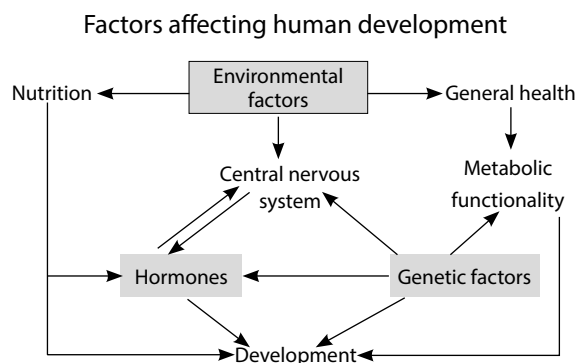 Factors affecting human development
Environmental
factors
Nutrition
General health
Central nervous
system
Metabolic
functionality
Hormones
Genetic factors
Development